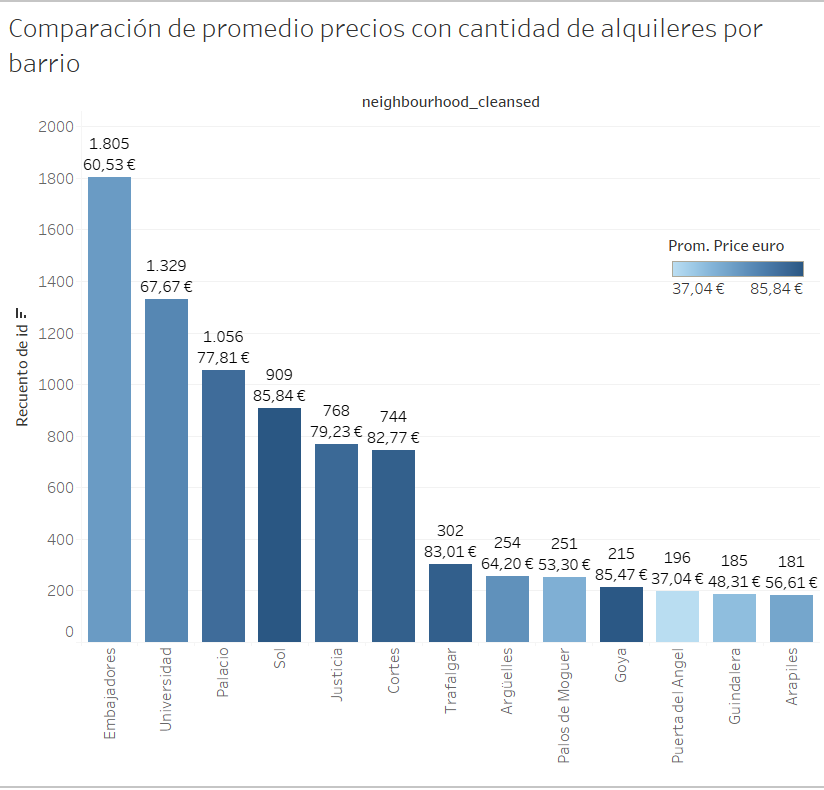 Comparación de promedio precios con cantidad de alquileres por
barrio
neighbourhood_cleansed
2000
1800
1600
1400
1200
1000
800
600
400
200
0
Recuento de id
1.805
60,53 €
1.329
67,67 €
1.056
77,81 €
909
85,84 €
768
79,23 €
744
82,77 €
302
83,01 €
254
64,20 €
251
53,30 €
215
85,47 €
196
37,04 €
185
48,31 €
181
56,61 €
Prom. Price euro
37,04 € 85,84 €
Embajadores
Universidad
Palacio
Sol
Justicia
Cortes
Trafalgar
Argüelles
Palos de Moguer
Goya
Puerta del Angel
Guindalera
Arapiles